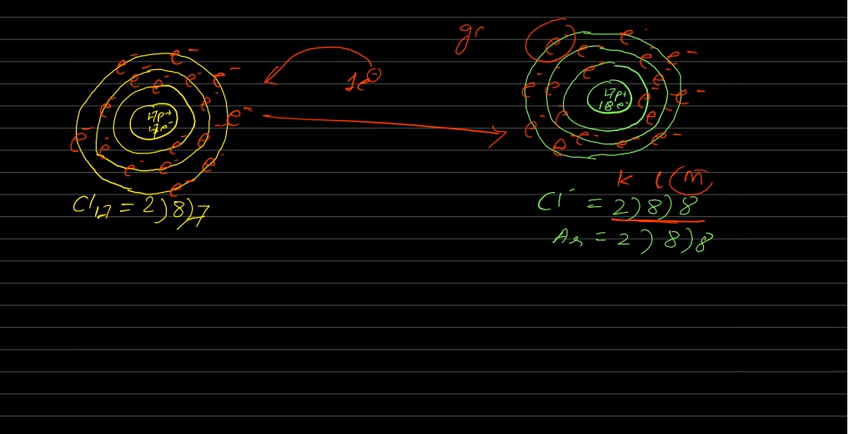 gr
1e⊖
17p+
17e-
17p+
18e-
e- e- e- e- e- e- e- e- e- e- e- e- e- e- e- e- e-
e- e- e- e- e- e- e- e- e- e- e- e- e- e- e- e- e- e-
K L M
Cl17 = 2)8)7
Cl- = 2)8)8
Ar = 2)8)8